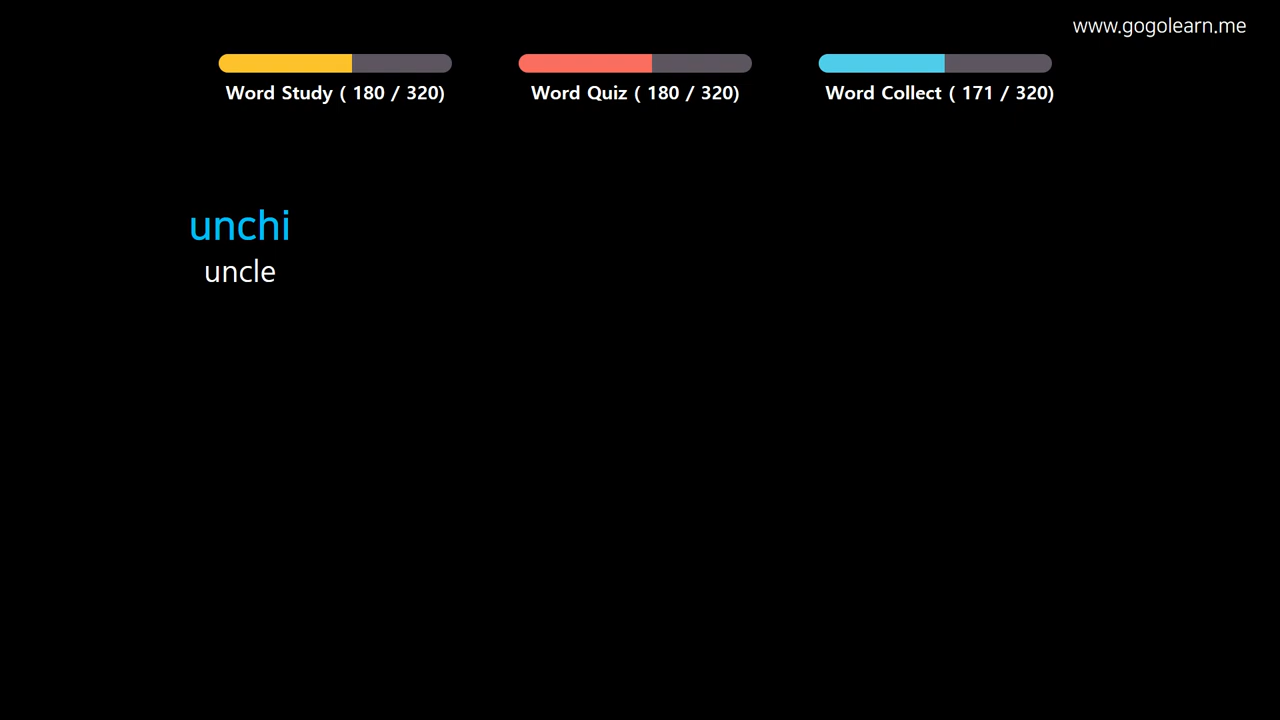 www.gogolearn.me
Word Study ( 180 / 320)
Word Quiz ( 180 / 320)
Word Collect ( 171 / 320)
unchi
uncle